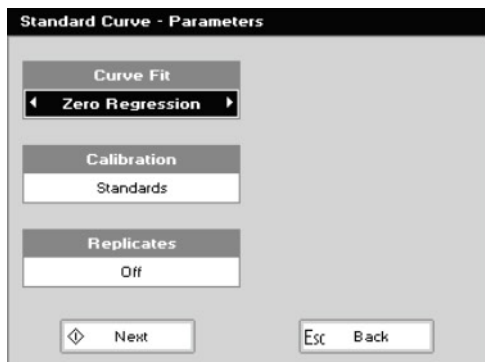 Standard Curve - Parameters
Curve Fit
Zero Regression
Calibration
Standards
Replicates
Off
Next
Esc Back